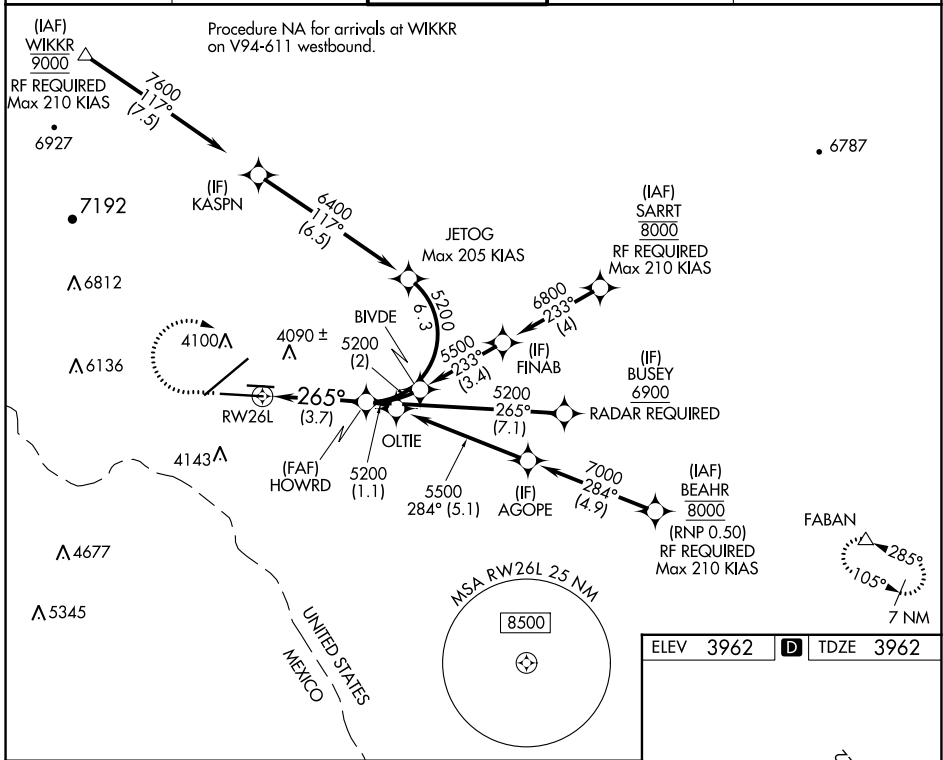 Procedure NA for arrivals at WIKKR
on V94-611 westbound.
(IAF)
WIKKR
9000
RF REQUIRED
Max 210 KIAS
7600
117°
(7.5)
6927
6787
(IF)
KASPN
7192
6400
117°
(6.5)
(IAF)
SARRT
8000
RF REQUIRED
Max 210 KIAS
JETOG
Max 205 KIAS
6812
5200
6.3
6800
233°
(4)
BIVDE
4100
4090 ±
5200
(2)
5500
233°
(3.4)
(IF)
FINAB
6136
(IF)
BUSEY
6900
RADAR REQUIRED
5200
265°
(7.1)
265°
(3.7)
RW26L
OLTIE
4143
(FAF)
HOWRD
5200
(1.1)
5500
284° (5.1)
(IF)
AGOPE
7000
284°
(4.9)
(IAF)
BEAHR
8000
(RNP 0.50)
RF REQUIRED
Max 210 KIAS
FABAN
285°
105°
7 NM
4677
5345
MSA RW26L 25 NM
8500
UNITED STATES
MEXICO
ELEV 3962 D TDZE 3962